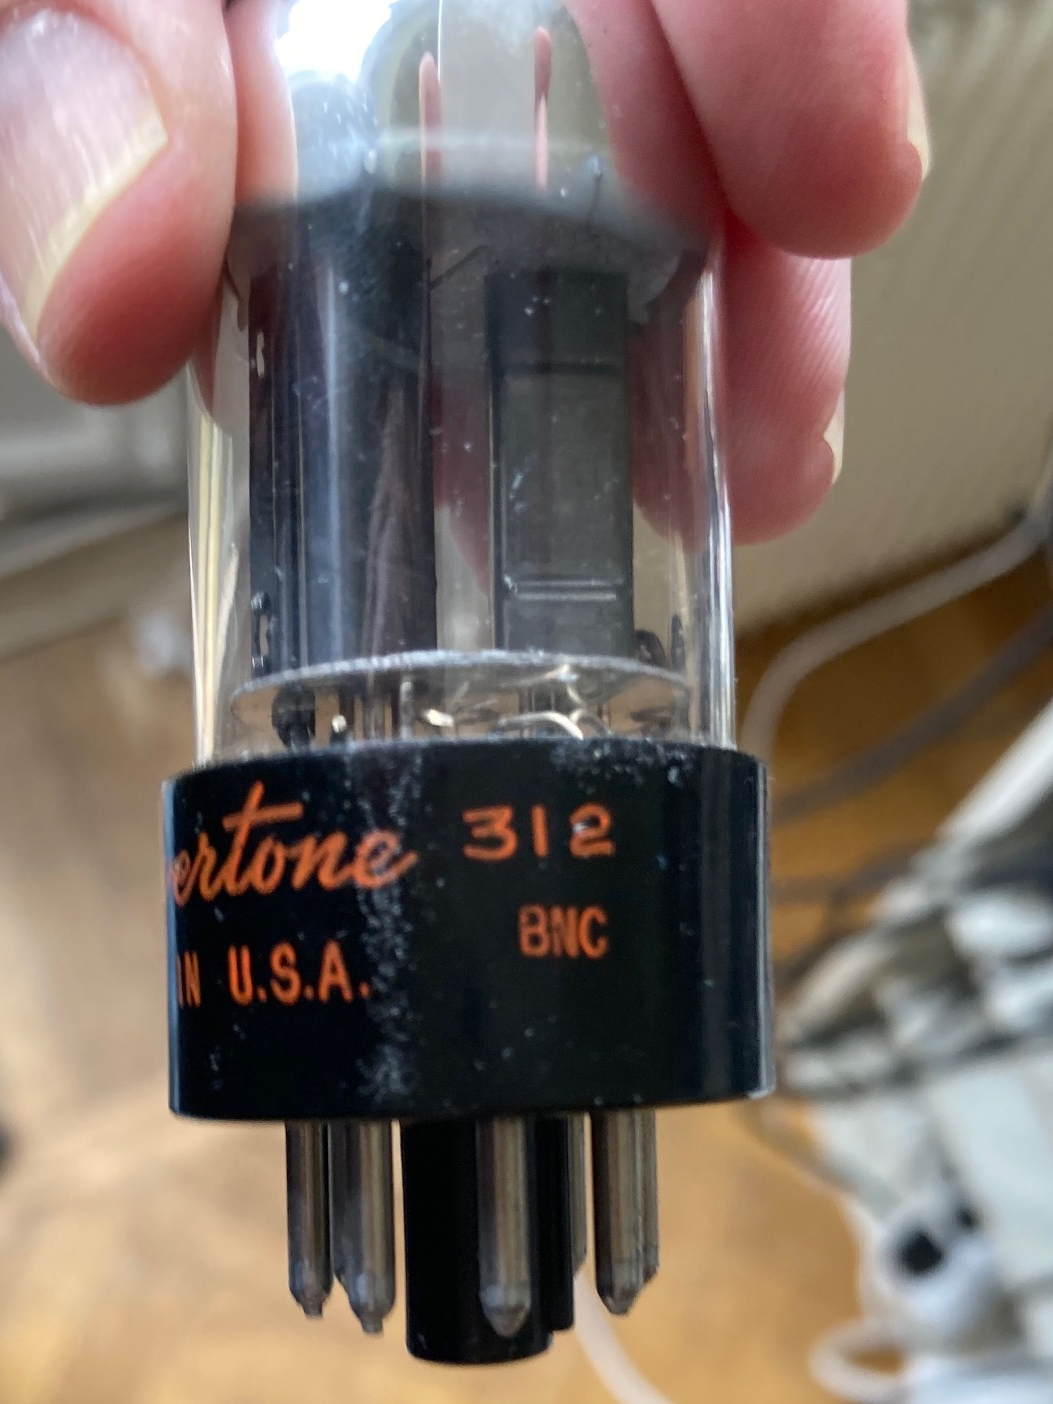 ertone 312
IN U.S.A. BNC